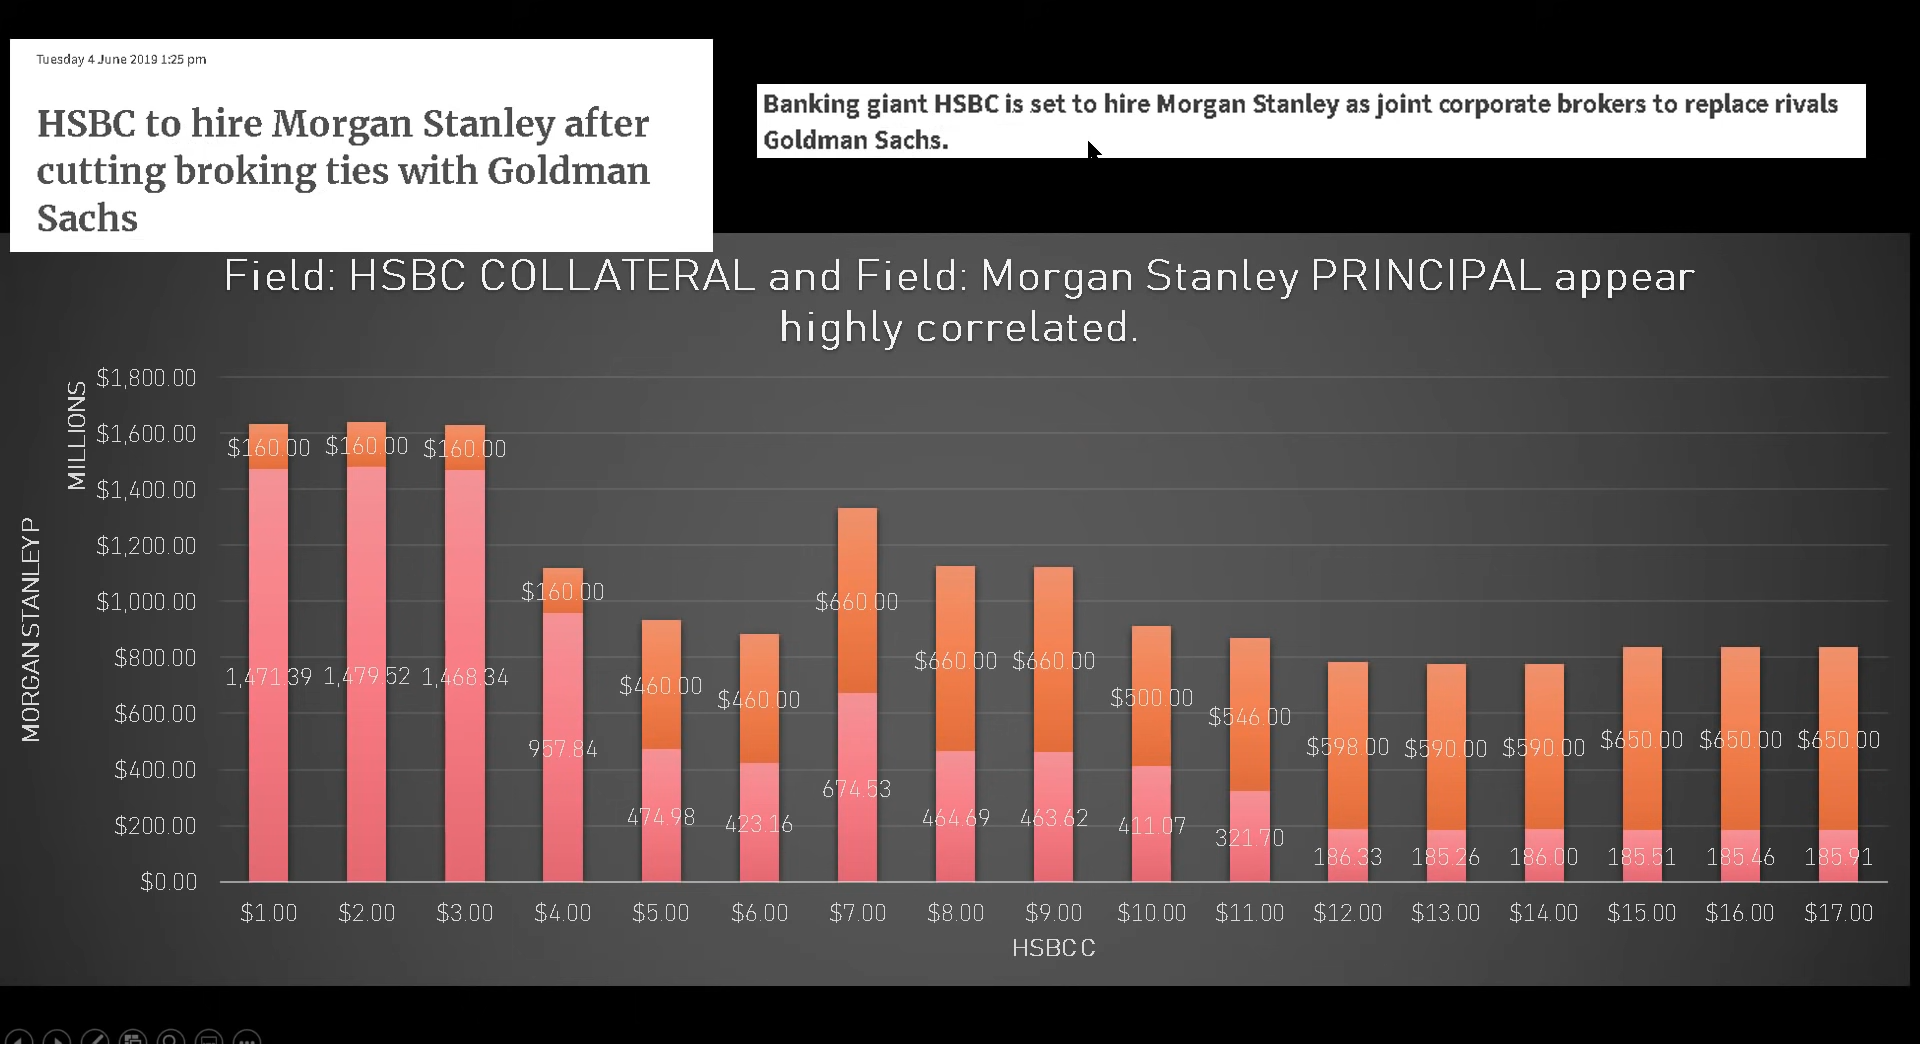 Tuesday 4 June 2019 1:25 pm
HSBC to hire Morgan Stanley after
cutting broking ties with Goldman
Sachs
Banking giant HSBC is set to hire Morgan Stanley as joint corporate brokers to replace rivals
Goldman Sachs.
Field: HSBC COLLATERAL and Field: Morgan Stanley PRINCIPAL appear
highly correlated.
MORGAN STANLEY P
MILLIONS
$1,800.00
$1,600.00
$1,400.00
$1,200.00
$1,000.00
$800.00
$600.00
$400.00
$200.00
$0.00
$160.00 $160.00 $160.00 $160.00 $460.00 $460.00 $660.00 $660.00 $660.00 $500.00 $546.00 $598.00 $590.00 $590.00 $650.00 $650.00 $650.00
1,471.39 1,479.52 1,468.34 957.84 474.98 423.16 674.53 464.69 463.62 411.07 321.70 186.33 185.26 186.00 185.51 185.46 185.91
$1.00 $2.00 $3.00 $4.00 $5.00 $6.00 $7.00 $8.00 $9.00 $10.00 $11.00 $12.00 $13.00 $14.00 $15.00 $16.00 $17.00
HSBC C